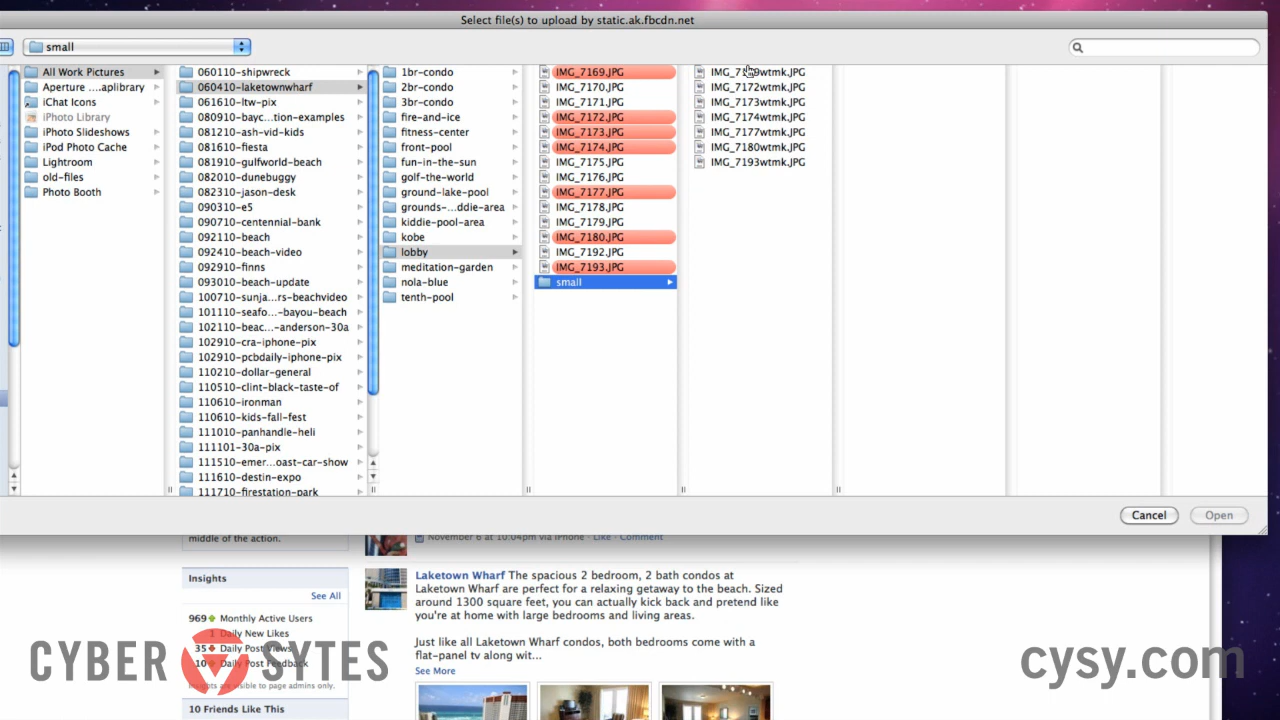 Select file(s) to upload by static.ak.fbcdn.net
small
All Work Pictures
Aperture ....aplibrary
iChat Icons
iPhoto Library
iPhoto Slideshows
iPod Photo Cache
Lightroom
old-files
Photo Booth
060110-shipwreck
060410-laketownwharf
061610-ltw-pix
080910-bayc...tion-examples
081210-ash-vid-kids
081610-fiesta
081910-gulfworld-beach
082010-dunebuggy
082310-jason-desk
090310-e5
090710-centennial-bank
092110-beach
092410-beach-video
092910-finns
093010-beach-update
100710-sunja...rs-beachvideo
101110-seafo...-bayou-beach
102110-beac...-anderson-30a
102910-cra-iphone-pix
102910-pcbdaily-iphone-pix
110210-dollar-general
110510-clint-black-taste-of
110610-ironman
110610-kids-fall-fest
111010-panhandle-heli
111101-30a-pix
111510-emer...oast-car-show
111610-destin-expo
111710-firestation-park
1br-condo
2br-condo
3br-condo
fire-and-ice
fitness-center
front-pool
fun-in-the-sun
golf-the-world
ground-lake-pool
grounds-...ddie-area
kiddie-pool-area
kobe
lobby
meditation-garden
nola-blue
tenth-pool
IMG_7169.JPG
IMG_7170.JPG
IMG_7171.JPG
IMG_7172.JPG
IMG_7173.JPG
IMG_7174.JPG
IMG_7175.JPG
IMG_7176.JPG
IMG_7177.JPG
IMG_7178.JPG
IMG_7179.JPG
IMG_7180.JPG
IMG_7192.JPG
IMG_7193.JPG
small
IMG_7169wtmk.JPG
IMG_7172wtmk.JPG
IMG_7173wtmk.JPG
IMG_7174wtmk.JPG
IMG_7177wtmk.JPG
IMG_7180wtmk.JPG
IMG_7193wtmk.JPG
Cancel Open
middle of the action.
Insights
See All
969 Monthly Active Users
1 Daily New Likes
35 Daily Post Views
10 Daily Post Feedback
Insights are visible to page admins only.
10 Friends Like This
November 6 at 10:04pm via iPhone · Like · Comment
Laketown Wharf The spacious 2 bedroom, 2 bath condos at
Laketown Wharf are perfect for a relaxing getaway to the beach. Sized
around 1300 square feet, you can actually kick back and pretend like
you're at home with large bedrooms and living areas.
Just like all Laketown Wharf condos, both bedrooms come with a
flat-panel tv along wit...
See More
CYBER SYTES
cysy.com